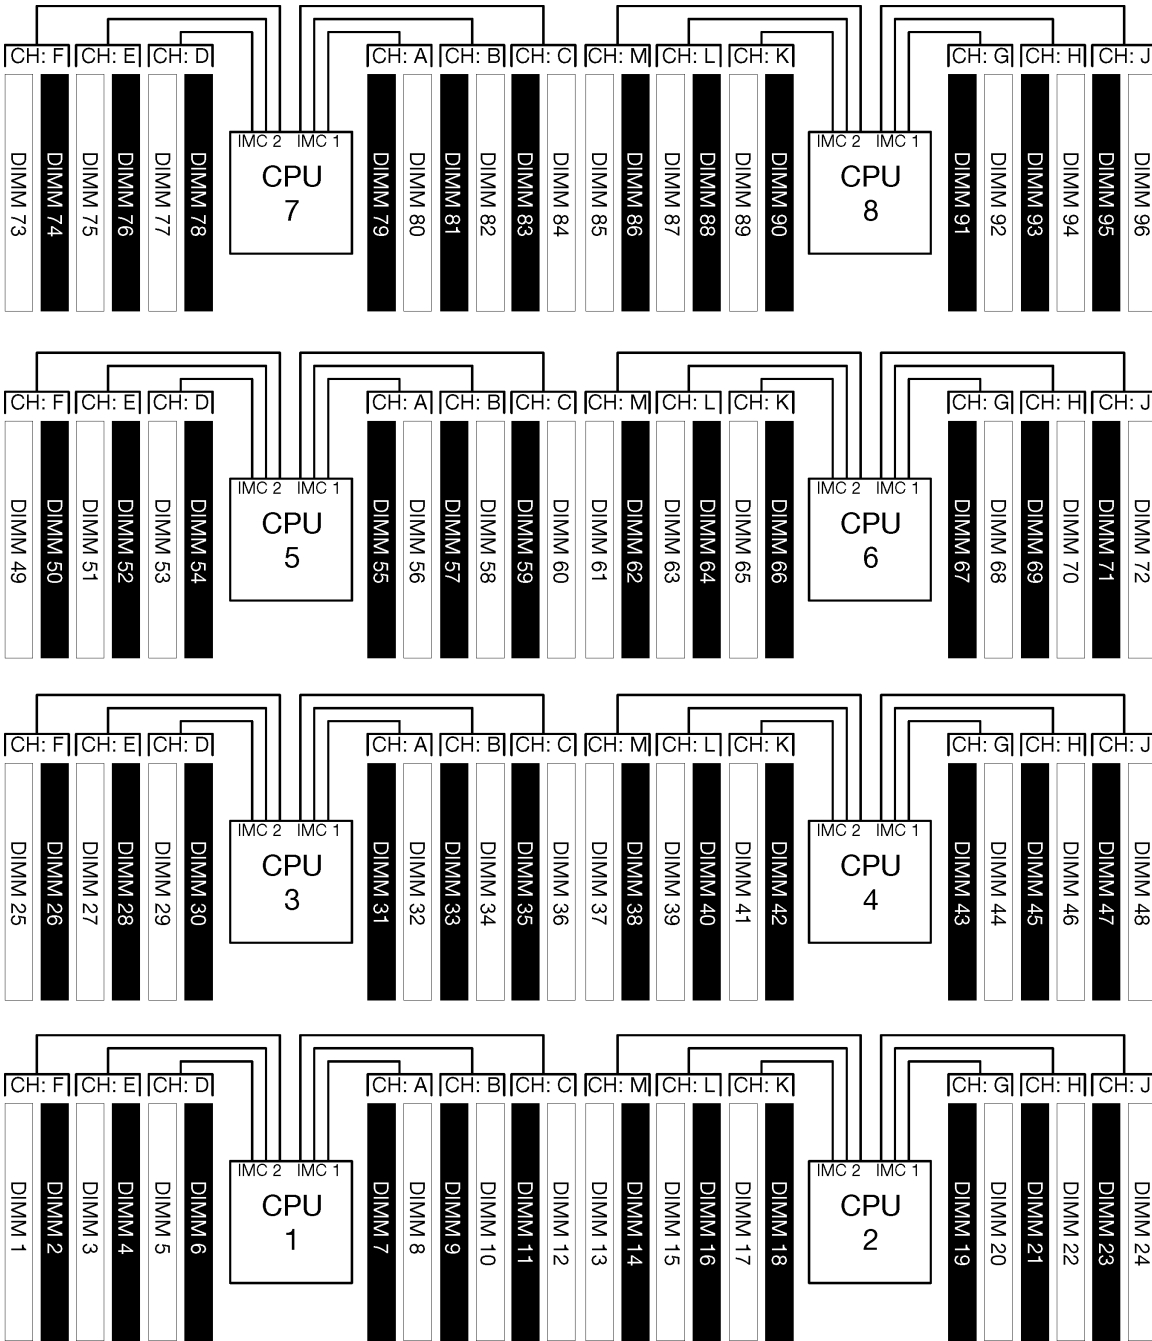 CH: F CH: E CH: D CH: A CH: B CH: C CH: M CH: L CH: K CH: G CH: H CH: J
IMC 2 IMC 1 IMC 2 IMC 1
CPU CPU
7 8
DIMM 73 DIMM 74 DIMM 75 DIMM 76 DIMM 77 DIMM 78 DIMM 79 DIMM 80 DIMM 81 DIMM 82 DIMM 83 DIMM 84 DIMM 85 DIMM 86 DIMM 87 DIMM 88 DIMM 89 DIMM 90 DIMM 91 DIMM 92 DIMM 93 DIMM 94 DIMM 95 DIMM 96
CH: F CH: E CH: D CH: A CH: B CH: C CH: M CH: L CH: K CH: G CH: H CH: J
IMC 2 IMC 1 IMC 2 IMC 1
CPU CPU
5 6
DIMM 49 DIMM 50 DIMM 51 DIMM 52 DIMM 53 DIMM 54 DIMM 55 DIMM 56 DIMM 57 DIMM 58 DIMM 59 DIMM 60 DIMM 61 DIMM 62 DIMM 63 DIMM 64 DIMM 65 DIMM 66 DIMM 67 DIMM 68 DIMM 69 DIMM 70 DIMM 71 DIMM 72
CH: F CH: E CH: D CH: A CH: B CH: C CH: M CH: L CH: K CH: G CH: H CH: J
IMC 2 IMC 1 IMC 2 IMC 1
CPU CPU
3 4
DIMM 25 DIMM 26 DIMM 27 DIMM 28 DIMM 29 DIMM 30 DIMM 31 DIMM 32 DIMM 33 DIMM 34 DIMM 35 DIMM 36 DIMM 37 DIMM 38 DIMM 39 DIMM 40 DIMM 41 DIMM 42 DIMM 43 DIMM 44 DIMM 45 DIMM 46 DIMM 47 DIMM 48
CH: F CH: E CH: D CH: A CH: B CH: C CH: M CH: L CH: K CH: G CH: H CH: J
IMC 2 IMC 1 IMC 2 IMC 1
CPU CPU
1 2
DIMM 1 DIMM 2 DIMM 3 DIMM 4 DIMM 5 DIMM 6 DIMM 7 DIMM 8 DIMM 9 DIMM 10 DIMM 11 DIMM 12 DIMM 13 DIMM 14 DIMM 15 DIMM 16 DIMM 17 DIMM 18 DIMM 19 DIMM 20 DIMM 21 DIMM 22 DIMM 23 DIMM 24